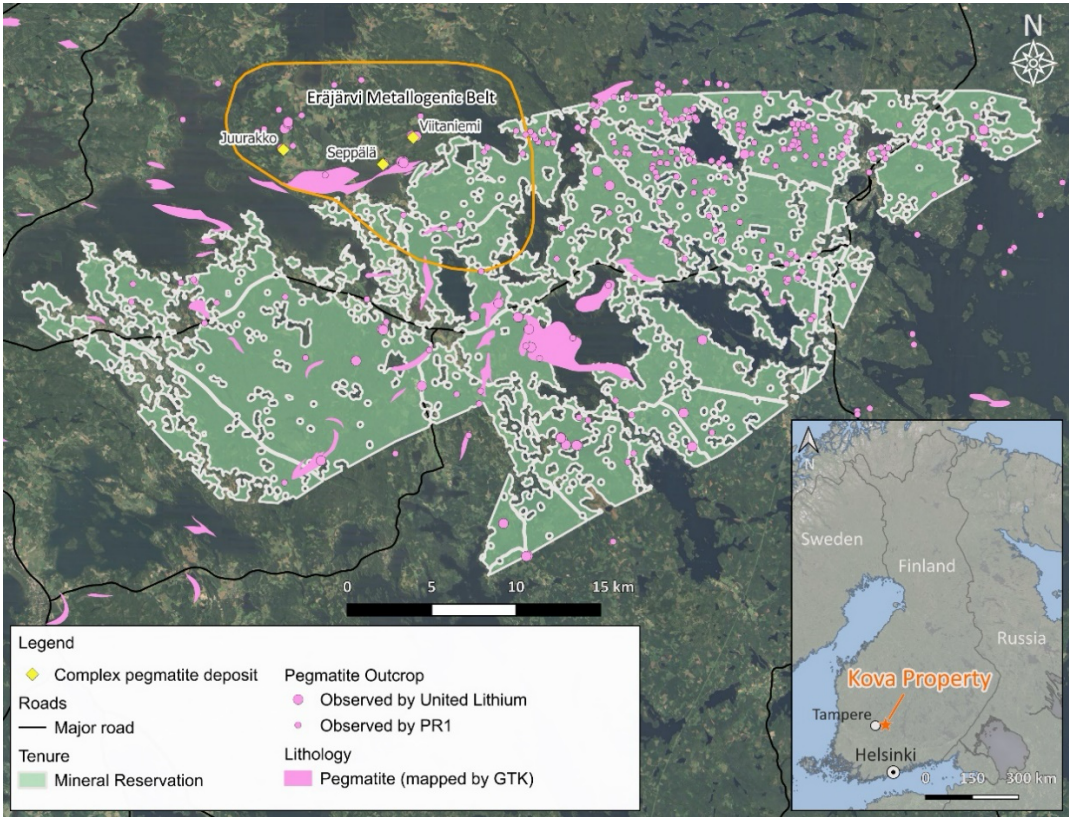 N
Eräjärvi Metallogenic Belt
Juurakko
Viitaniemi
Seppälä
0 5 10 15 km
Legend
Complex pegmatite deposit
Roads
Major road
Tenure
Mineral Reservation
Pegmatite Outcrop
Observed by United Lithium
Observed by PR1
Lithology
Pegmatite (mapped by GTK)
N
Sweden
Finland
Russia
Kova Property
Tampere
Helsinki
0 150 300 km